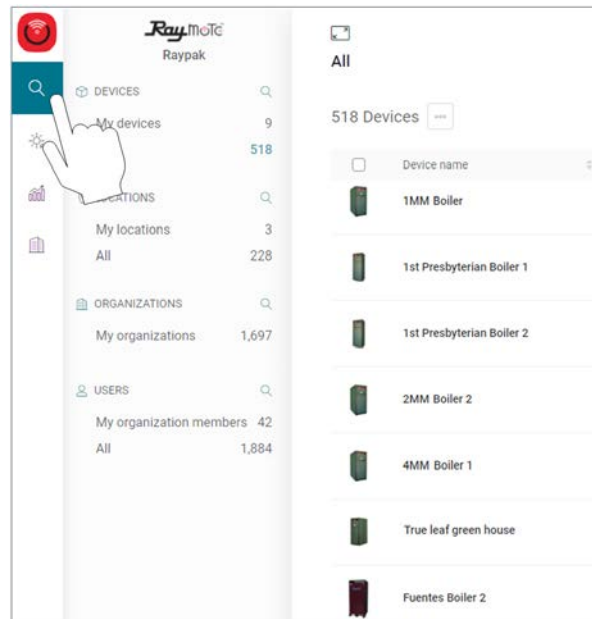 RayMoTe
Raypak
DEVICES
My devices 9
518
LOCATIONS
My locations 3
All 228
ORGANIZATIONS
My organizations 1,697
USERS
My organization members 42
All 1,884
All
518 Devices
Device name
1MM Boiler
1st Presbyterian Boiler 1
1st Presbyterian Boiler 2
2MM Boiler 2
4MM Boiler 1
True leaf green house
Fuentes Boiler 2